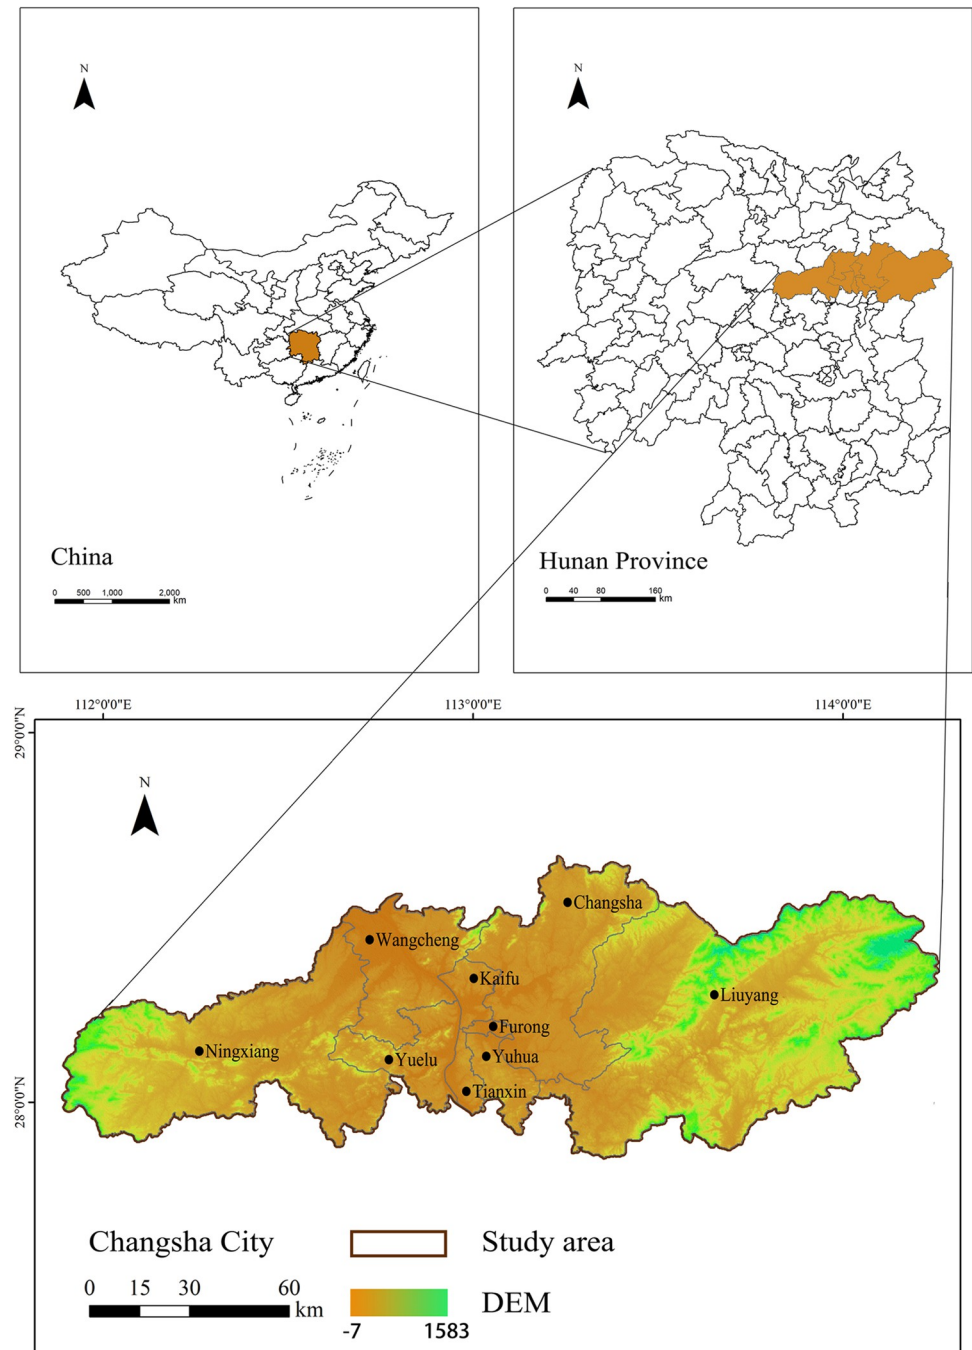 N
N
China
0 500 1,000 2,000
km
Hunan Province
0 40 80 160
km
112°0'0"E 113°0'0"E 114°0'0"E
29°0'0"N
N
Changsha
Wangcheng
Kaifu
Liuyang
Furong
Ningxiang
Yuhua
Yuelu
Tianxin
28°0'0"N
Changsha City
Study area
0 15 30 60
km
DEM
-7 1583